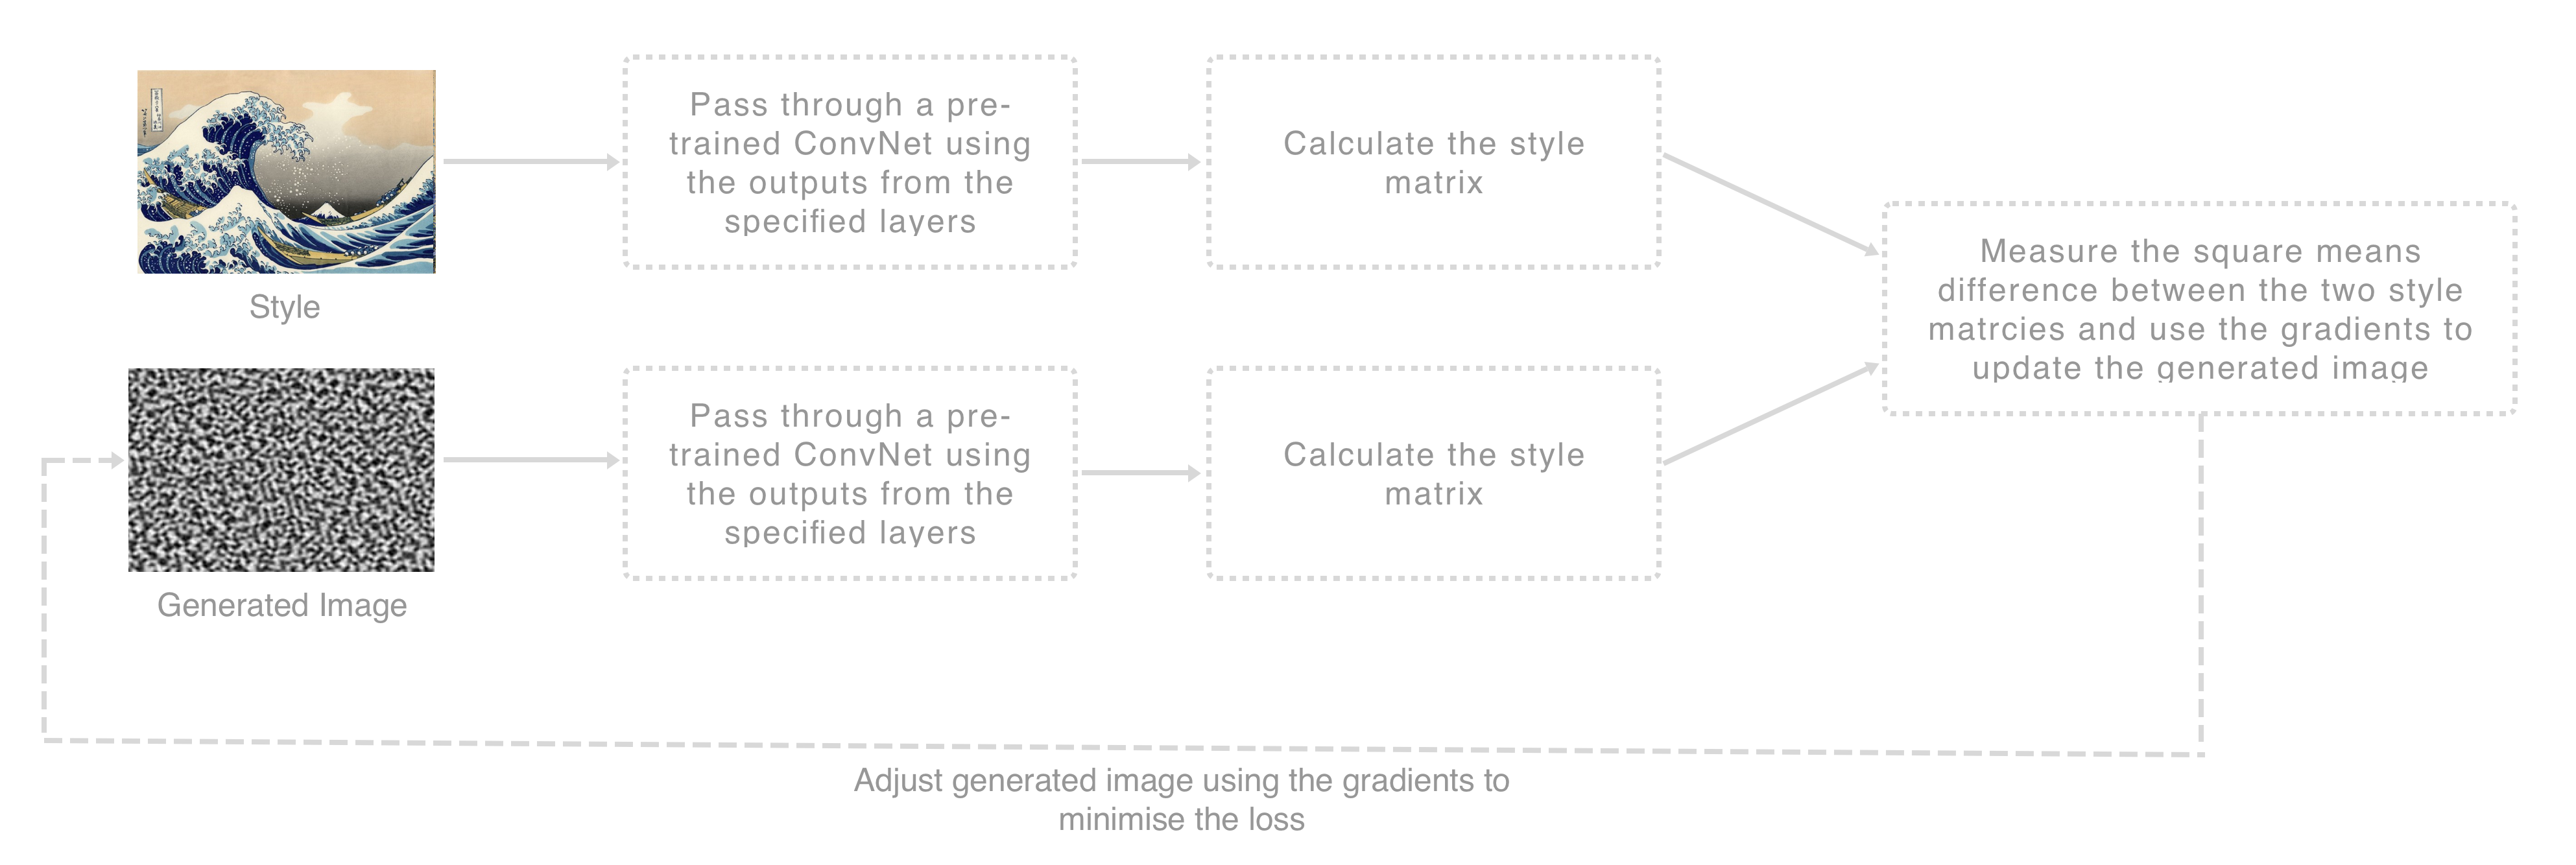 Pass through a pre-
trained ConvNet using
the outputs from the
specified layers
Calculate the style
matrix
Style
Measure the square means
difference between the two style
matrcies and use the gradients to
update the generated image
Pass through a pre-
trained ConvNet using
the outputs from the
specified layers
Calculate the style
matrix
Generated Image
Adjust generated image using the gradients to
minimise the loss